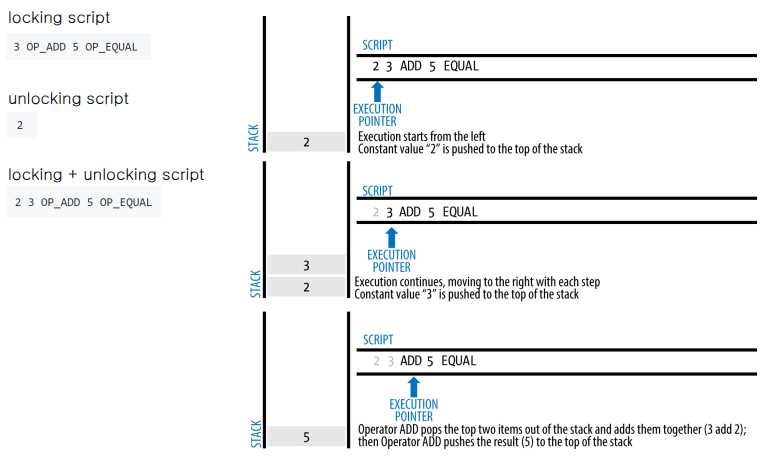 locking script
3 OP_ADD 5 OP_EQUAL
unlocking script
2
locking + unlocking script
2 3 OP_ADD 5 OP_EQUAL
SCRIPT
2 3 ADD 5 EQUAL
EXECUTION
POINTER
STACK
2
Execution starts from the left
Constant value “2” is pushed to the top of the stack
SCRIPT
2 3 ADD 5 EQUAL
EXECUTION
POINTER
STACK
3
2
Execution continues, moving to the right with each step
Constant value “3” is pushed to the top of the stack
SCRIPT
2 3 ADD 5 EQUAL
EXECUTION
POINTER
STACK
5
Operator ADD pops the top two items out of the stack and adds them together (3 add 2);
then Operator ADD pushes the result (5) to the top of the stack